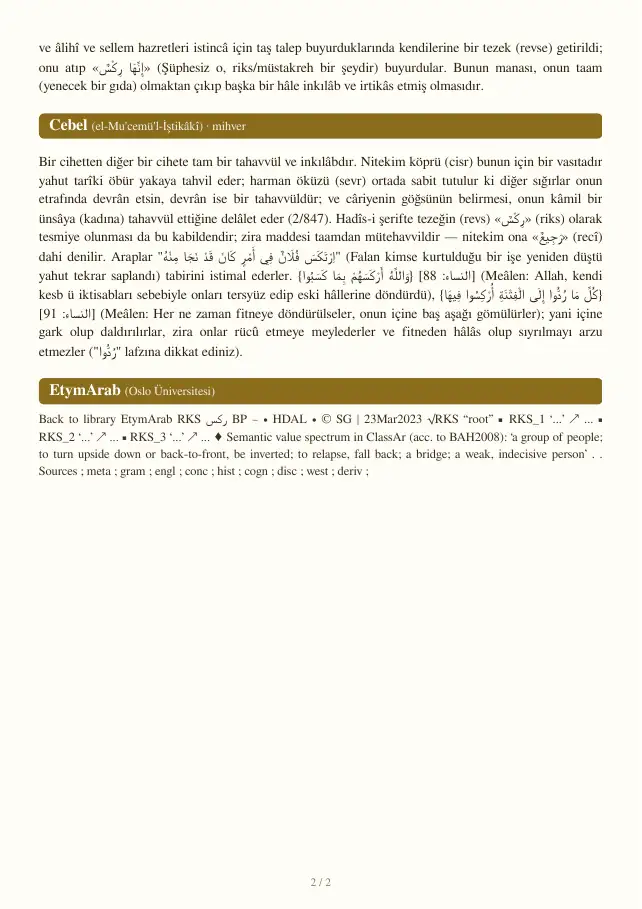 ve âlihî ve sellem hazretleri istincâ için taş talep buyurduklarında kendilerine bir tezek (revse) getirildi;
onu atıp «إِنَّهَا رِكْسٌ» (Şüphesiz o, riks/müstakreh bir şeydir) buyurdular. Bunun manası, onun taam
(yenecek bir gıda) olmaktan çıkıp başka bir hâle inkılâb ve irtikâs etmiş olmasıdır.
Cebel (el-Mu'cemü'l-İştikâkî) · mihver
Bir cihetten diğer bir cihete tam bir tahavvül ve inkılâbdır. Nitekim köprü (cisr) bunun için bir vasıtadır
yahut tarîki öbür yakaya tahvil eder; harman öküzü (sevr) ortada sabit tutulur ki diğer sığırlar onun
etrafında devrân etsin, devrân ise bir tahavvüldür; ve câriyenin göğsünün belirmesi, onun kâmil bir
ünsâya (kadına) tahavvül ettiğine delâlet eder (2/847). Hadîs-i şerifte tezeğin (revs) «رِكْسٌ» (riks) olarak
tesmiye olunması da bu kabildendir; zira maddesi taamdan mütehavvildir — nitekim ona «رَجِيعٌ» (recî)
dahi denilir. Araplar "اِرْتَكَسَ فُلَانٌ فِي أَمْرٍ كَانَ قَدْ نَجَا مِنْهُ" (Falan kimse kurtulduğu bir işe yeniden düştü
yahut tekrar saplandı) tabirini istimal ederler. {وَاللَّهُ أَرْكَسَهُمْ بِمَا كَسَبُوا} [النساء: 88] (Meâlen: Allah, kendi
kesb ü iktisabları sebebiyle onları tersyüz edip eski hâllerine döndürdü), {كُلَّ مَا رُدُّوا إِلَى الْفِتْنَةِ أُرْكِسُوا فِيهَا}
[النساء: 91] (Meâlen: Her ne zaman fitneye döndürülseler, onun içine baş aşağı gömülürler); yani içine
gark olup daldırılırlar, zira onlar rücû etmeye meylederler ve fitneden hâlâs olup sıyrılmayı arzu
etmezler ("رُدُّوا" lafzına dikkat ediniz).
EtymArab (Oslo Üniversitesi)
Back to library EtymArab RKS ركس BP – • HDAL • © SG | 23Mar2023 √RKS “root” ▪ RKS_1 ‘...’ ↗ ... ▪
RKS_2 ‘...’ ↗ ... ▪ RKS_3 ‘...’ ↗ ... ♦ Semantic value spectrum in ClassAr (acc. to BAH2008): ‘a group of people;
to turn upside down or back-to-front, be inverted; to relapse, fall back; a bridge; a weak, indecisive person’ . .
Sources ; meta ; gram ; engl ; conc ; hist ; cogn ; disc ; west ; deriv ;
2 / 2